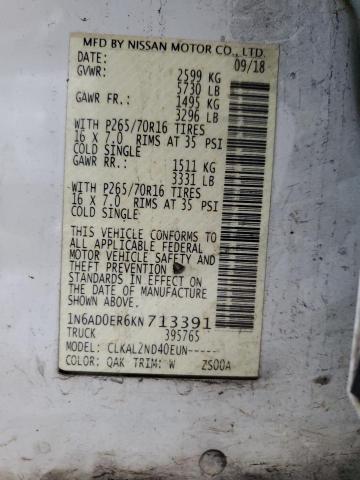 MFD BY NISSAN MOTOR CO., LTD.
DATE: 09/18
GVWR: 2599 KG
5730 LB
GAWR FR.: 1495 KG
3296 LB
WITH P265/70R16 TIRES
16 X 7.0 RIMS AT 35 PSI
COLD SINGLE
GAWR RR.: 1511 KG
3331 LB
WITH P265/70R16 TIRES
16 X 7.0 RIMS AT 35 PSI
COLD SINGLE
THIS VEHICLE CONFORMS TO
ALL APPLICABLE FEDERAL
MOTOR VEHICLE SAFETY AND
THEFT PREVENTION
STANDARDS IN EFFECT ON
THE DATE OF MANUFACTURE
SHOWN ABOVE.
1N6AD0ER6KN713391
TRUCK 395765
MODEL: CLKAL2ND40EUN------
COLOR: QAK TRIM: W ZS00A